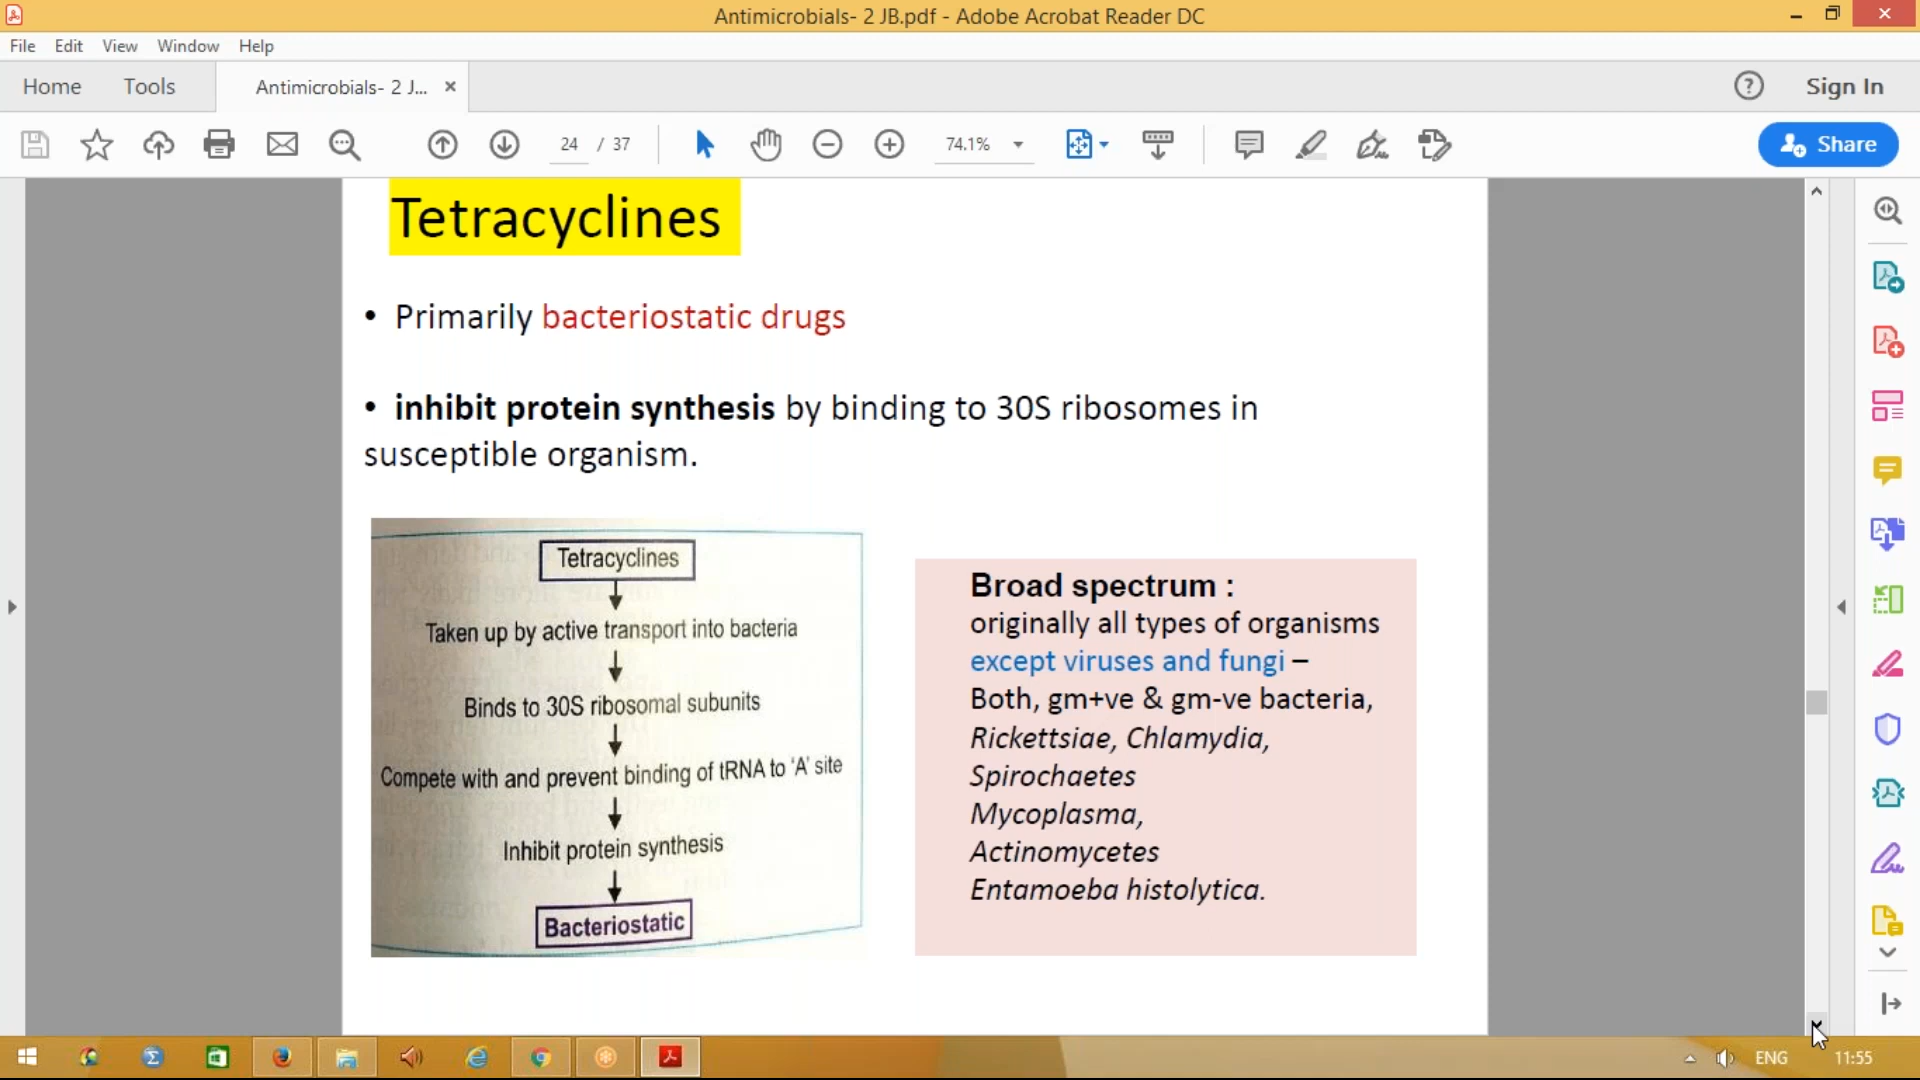 Antimicrobials- 2 JB.pdf - Adobe Acrobat Reader DC
File Edit View Window Help
Home Tools Antimicrobials- 2 J... × Sign In
24 / 37 74.1% Share
Tetracyclines
• Primarily bacteriostatic drugs
• inhibit protein synthesis by binding to 30S ribosomes in
susceptible organism.
Tetracyclines
Taken up by active transport into bacteria
Binds to 30S ribosomal subunits
Compete with and prevent binding of tRNA to 'A' site
Inhibit protein synthesis
Bacteriostatic
Broad spectrum :
originally all types of organisms
except viruses and fungi –
Both, gm+ve & gm-ve bacteria,
Rickettsiae, Chlamydia,
Spirochaetes
Mycoplasma,
Actinomycetes
Entamoeba histolytica.
ENG 11:55